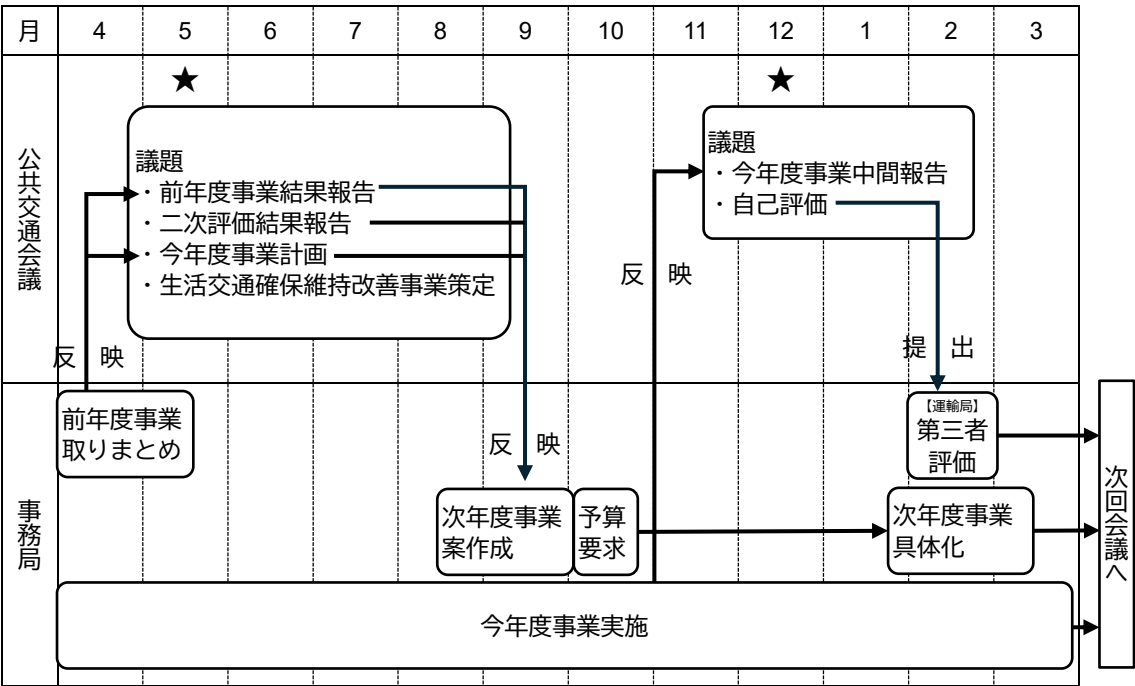 月 4 5 6 7 8 9 10 11 12 1 2 3
★ ★
公共交通会議
議題
・前年度事業結果報告
・二次評価結果報告
・今年度事業計画
・生活交通確保維持改善事業策定
議題
・今年度事業中間報告
・自己評価
反映
反映
提出
事務局
前年度事業
取りまとめ
反映
次年度事業
案作成
予算
要求
【運輸局】
第三者
評価
次年度事業
具体化
今年度事業実施
次回会議へ